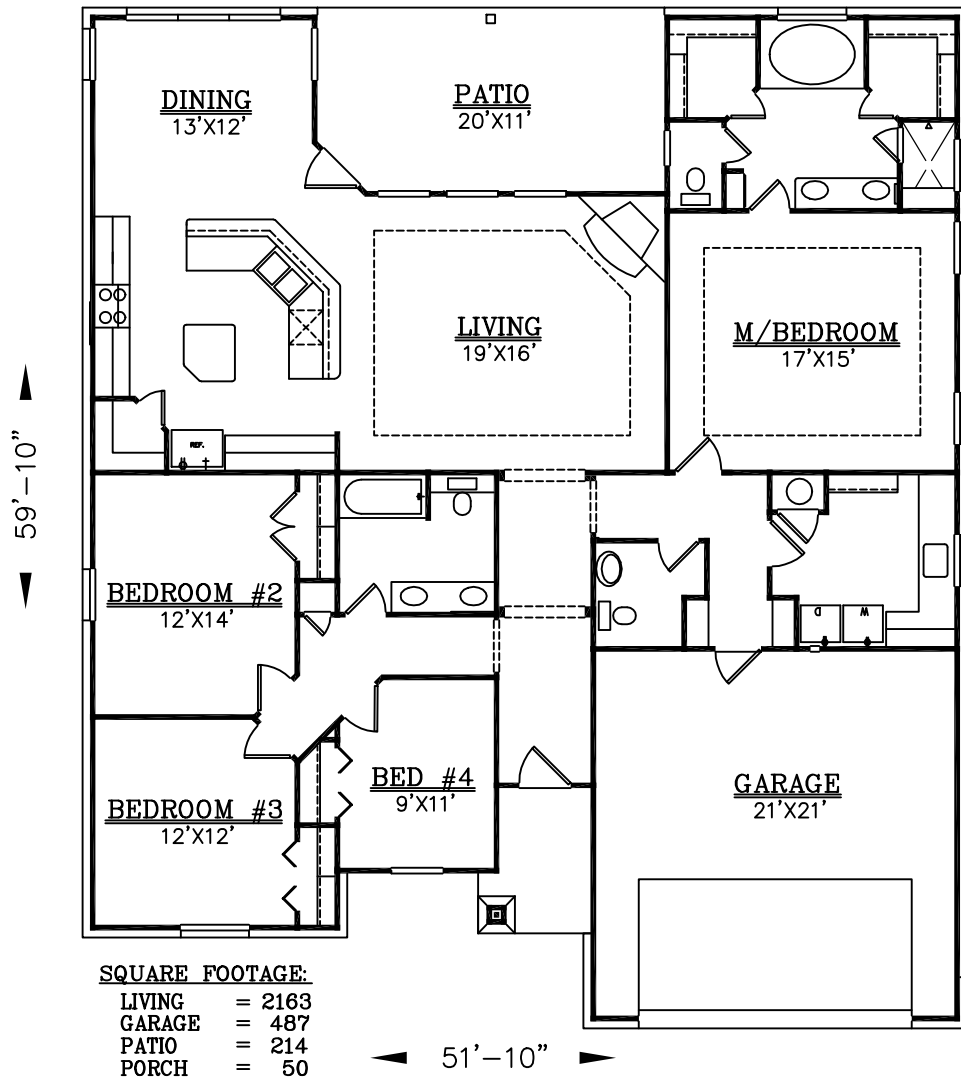 DINING
13'X12'
PATIO
20'X11'
LIVING
19'X16'
M/BEDROOM
17'X15'
REF.
59'-10"
BEDROOM #2
12'X14'
D
W
BEDROOM #3
12'X12'
BED #4
9'X11'
GARAGE
21'X21'
SQUARE FOOTAGE:
LIVING = 2163
GARAGE = 487
PATIO = 214
PORCH = 50
51'-10"